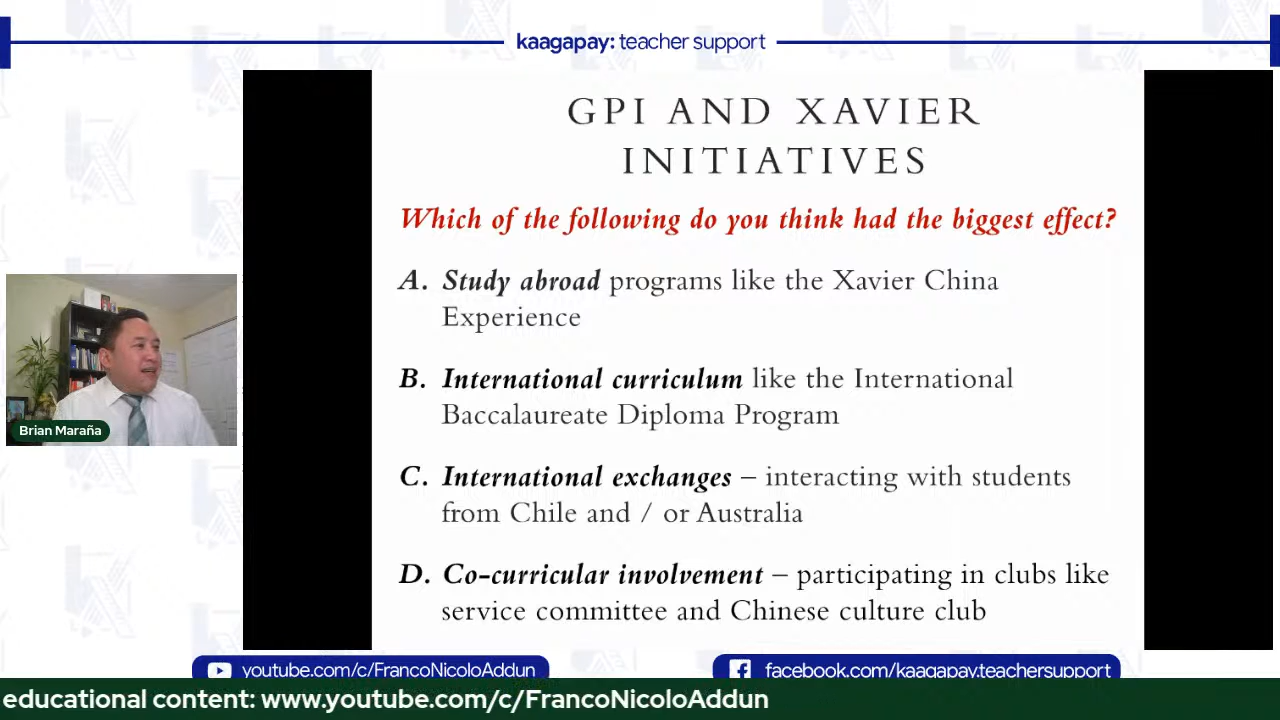 kaagapay: teacher support
GPI AND XAVIER
INITIATIVES
Which of the following do you think had the biggest effect?
A. Study abroad programs like the Xavier China
Experience
B. International curriculum like the International
Baccalaureate Diploma Program
C. International exchanges – interacting with students
from Chile and / or Australia
D. Co-curricular involvement – participating in clubs like
service committee and Chinese culture club
Brian Maraña
youtube.com/c/FrancoNicoloAddun
facebook.com/kaagapay.teachersupport
educational content: www.youtube.com/c/FrancoNicoloAddun